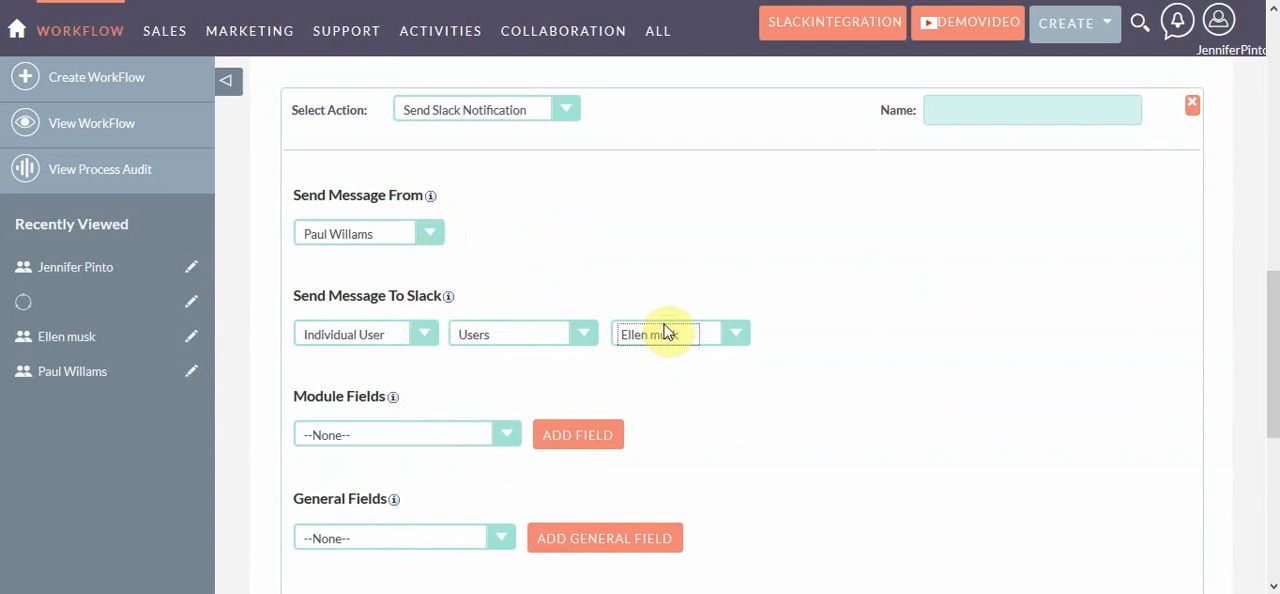 WORKFLOW SALES MARKETING SUPPORT ACTIVITIES COLLABORATION ALL SLACKINTEGRATION DEMOVIDEO CREATE
JenniferPinto
Create WorkFlow
View WorkFlow
View Process Audit
Recently Viewed
Jennifer Pinto
Ellen musk
Paul Willams
Select Action: Send Slack Notification Name:
Send Message From
Paul Willams
Send Message To Slack
Individual User Users Ellen musk
Module Fields
--None-- ADD FIELD
General Fields
--None-- ADD GENERAL FIELD